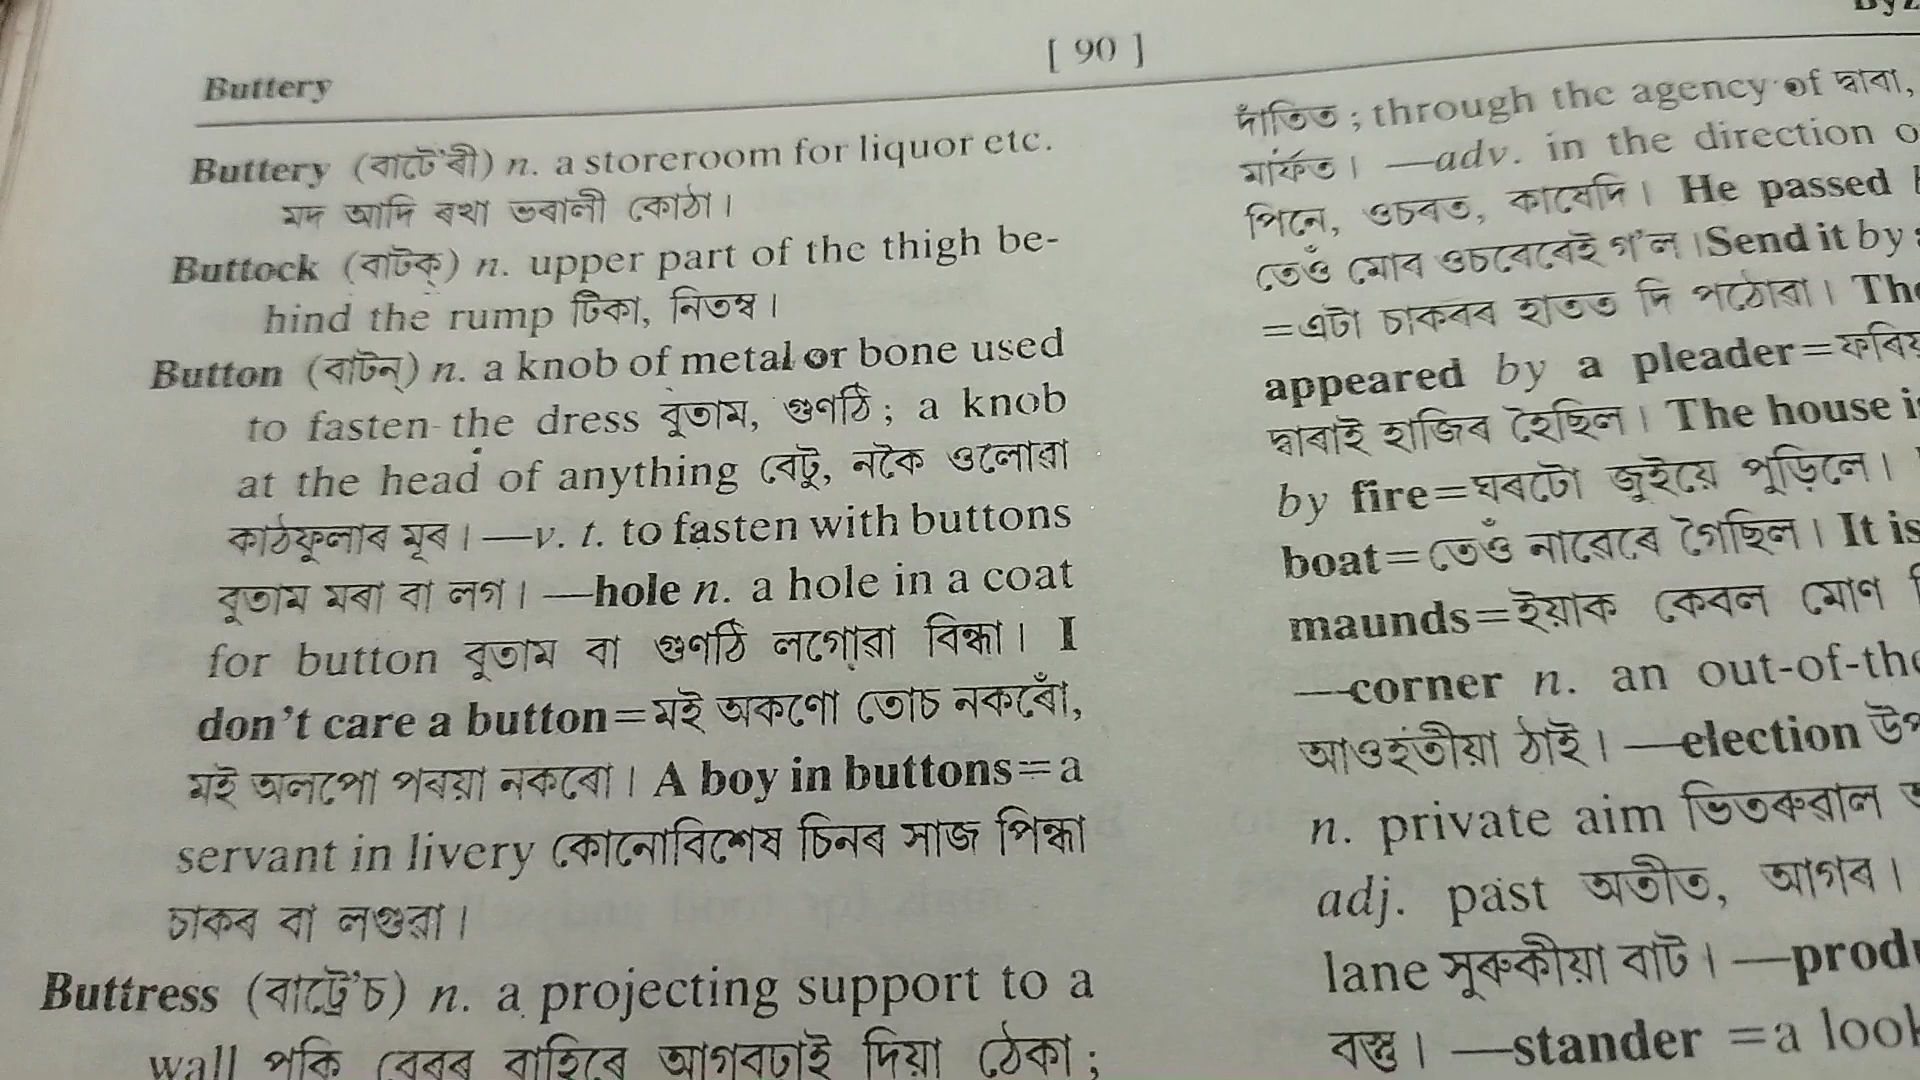 [ 90 ]
Buttery
Buttery (বাটে'ৰী) n. a storeroom for liquor etc.
মদ আদি ৰখা ভৰালী কোঠা।
Buttock (বাটক্) n. upper part of the thigh be-
hind the rump টিকা, নিতম্ব।
Button (বাটন্) n. a knob of metal or bone used
to fasten the dress বুতাম, গুণঠি; a knob
at the head of anything বেটু, নকৈ ওলোৱা
কাঠফুলাৰ মূৰ। —v. t. to fasten with buttons
বুতাম মৰা বা লগ। —hole n. a hole in a coat
for button বুতাম বা গুণঠি লগোৱা বিন্ধা। I
don't care a button=মই অকণো তোচ নকৰোঁ,
মই অলপো পৰয়া নকৰো। A boy in buttons=a
servant in livery কোনোবিশেষ চিনৰ সাজ পিন্ধা
চাকৰ বা লগুৱা।
Buttress (বাট্ৰে'চ) n. a projecting support to a
wall পকি বেৰৰ বাহিৰে আগবঢাই দিয়া ঠেকা;
দাঁতিত; through the agency of দ্বাৰা,
মাৰ্ফত। —adv. in the direction
পিনে, ওচৰত, কাষেদি। He passed
তেওঁ মোৰ ওচৰেৰেই গ'ল। Send it by
=এটা চাকৰৰ হাতত দি পঠোৱা।
appeared by a pleader=
দ্বাৰাই হাজিৰ হৈছিল। The house
by fire=ঘৰটো জুইয়ে পুড়িলে।
boat=তেওঁ নাৱেৰে গৈছিল। It is
maunds=ইয়াক কেবল মোণ
—corner n. an out-of-the
আওহতীয়া ঠাই। —election
n. private aim ভিতৰুৱাল
adj. past অতীত, আগৰ।
lane সুৰুকীয়া বাট। —
বস্তু। —stander =a